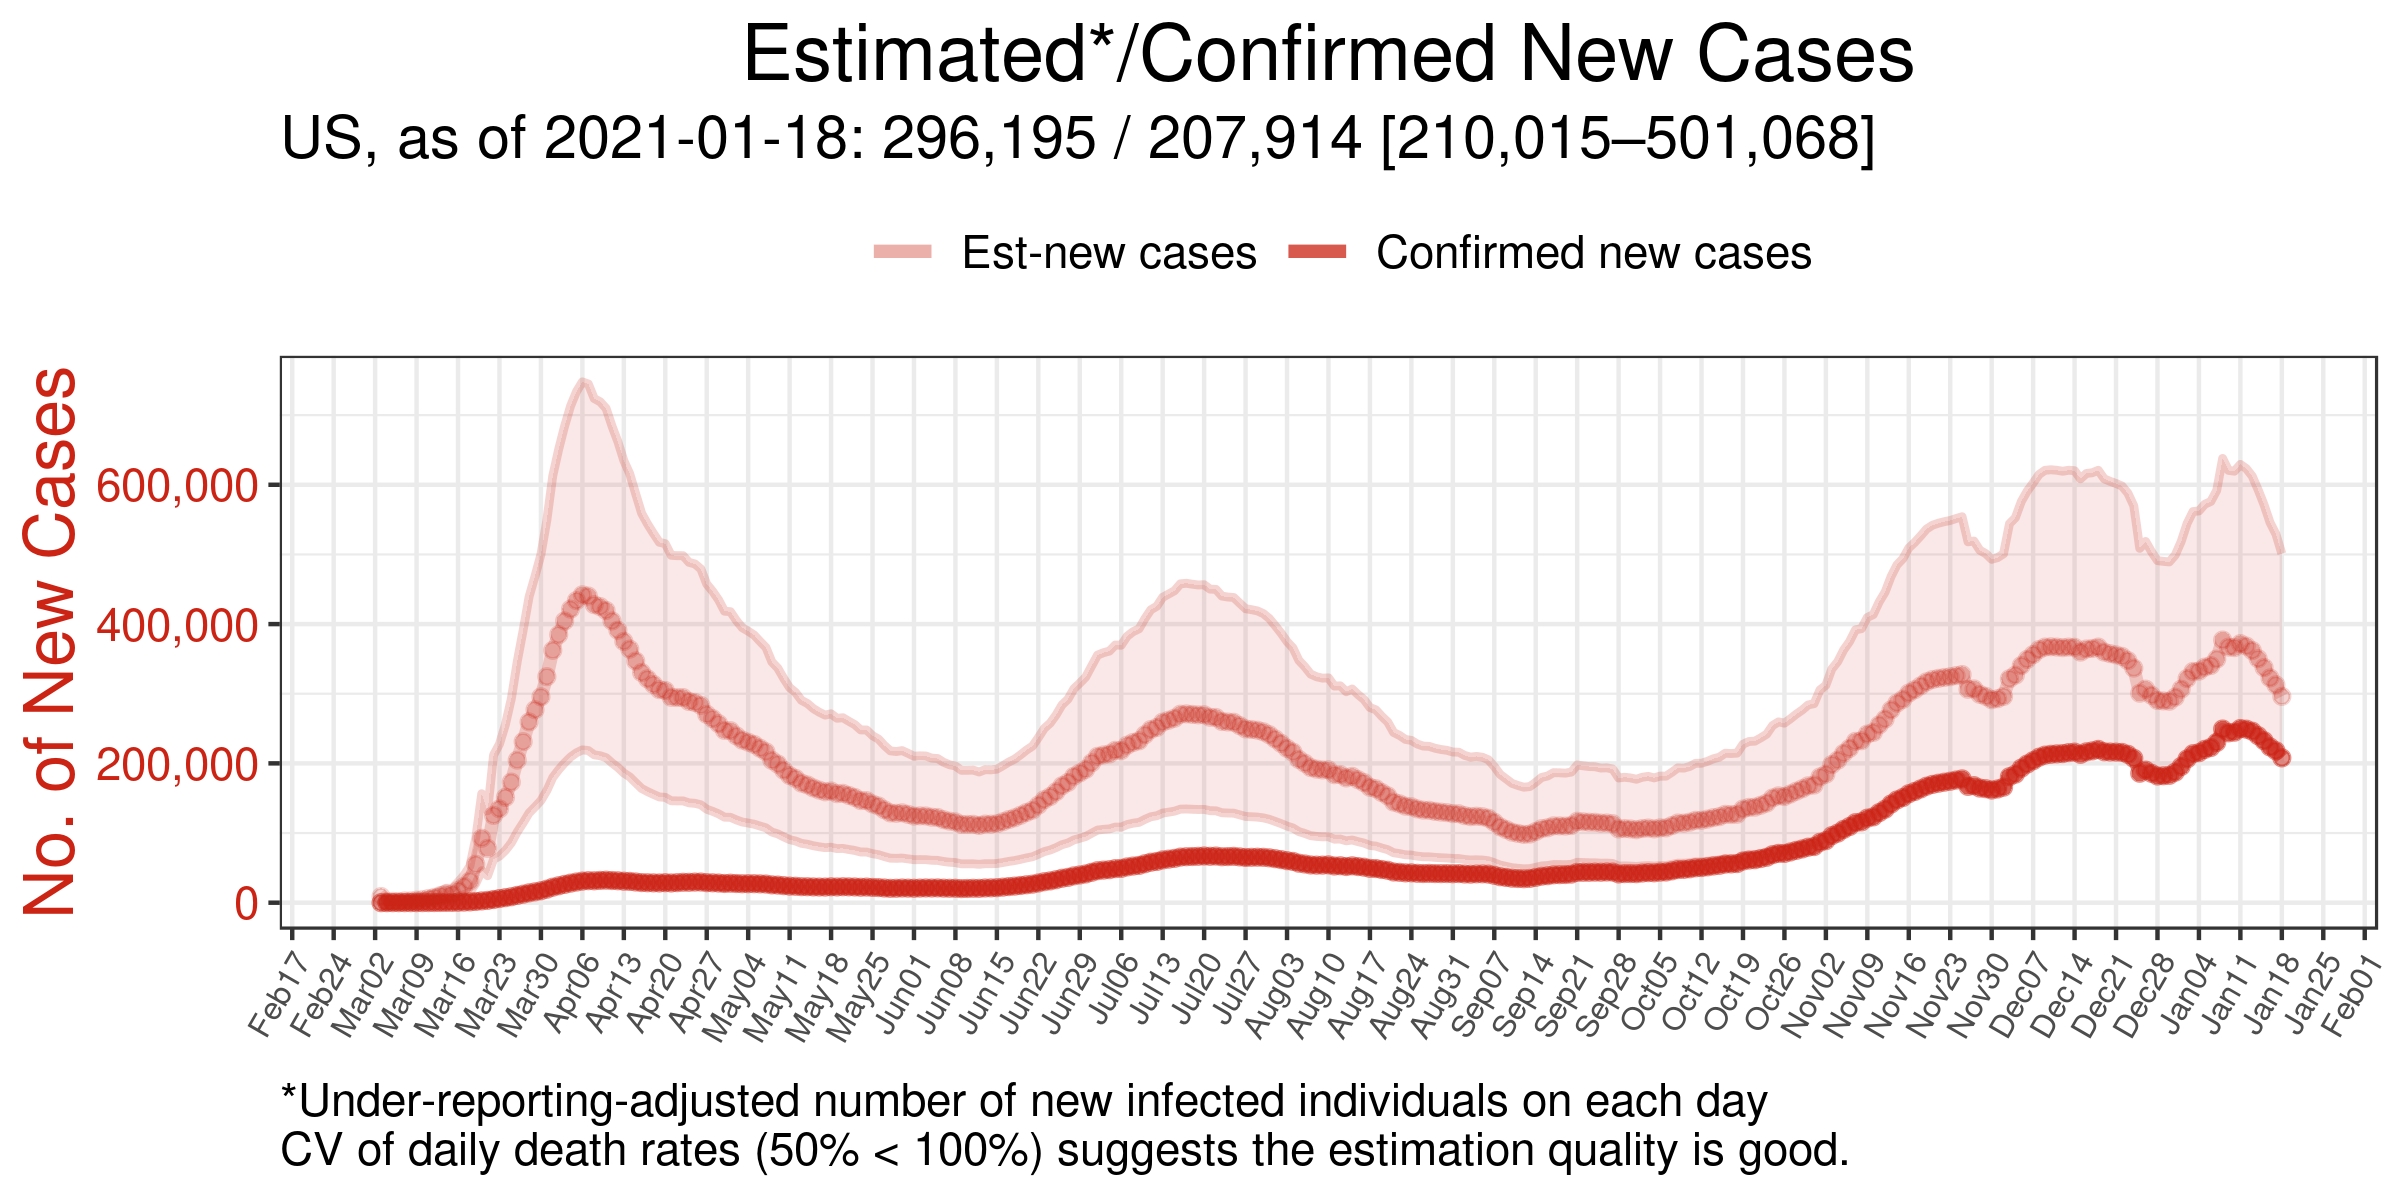 Estimated*/Confirmed New Cases
US, as of 2021-01-18: 296,195 / 207,914 [210,015–501,068]
Est-new cases
Confirmed new cases
No. of New Cases
600,000
400,000
200,000
0
Feb17
Feb24
Mar02
Mar09
Mar16
Mar23
Mar30
Apr06
Apr13
Apr20
Apr27
May04
May11
May18
May25
Jun01
Jun08
Jun15
Jun22
Jun29
Jul06
Jul13
Jul20
Jul27
Aug03
Aug10
Aug17
Aug24
Aug31
Sep07
Sep14
Sep21
Sep28
Oct05
Oct12
Oct19
Oct26
Nov02
Nov09
Nov16
Nov23
Nov30
Dec07
Dec14
Dec21
Dec28
Jan04
Jan11
Jan18
Jan25
Feb01
*Under-reporting-adjusted number of new infected individuals on each day
CV of daily death rates (50% < 100%) suggests the estimation quality is good.